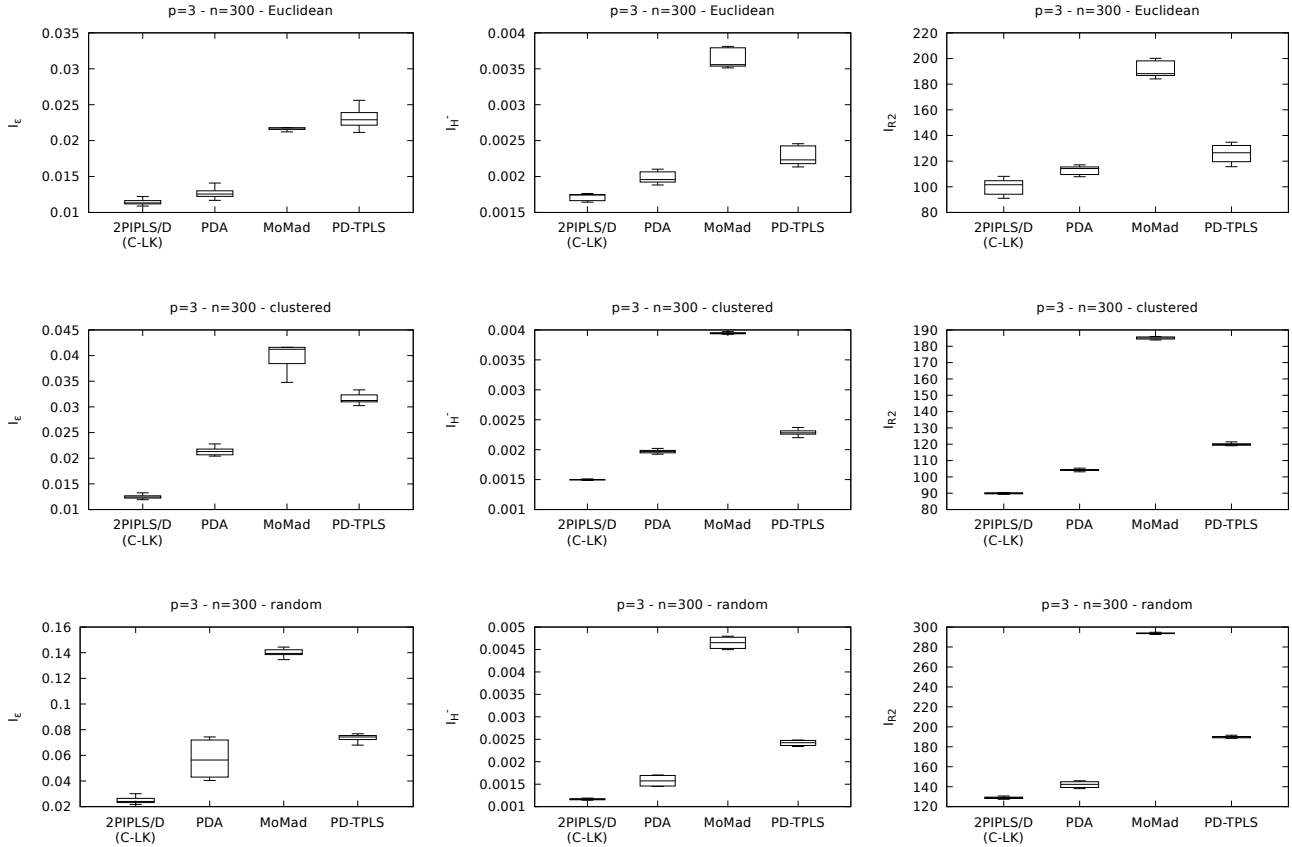 p=3 - n=300 - Euclidean
0.035
0.03
0.025
0.02
0.015
0.01
Iε
2PIPLS/D
(C-LK)
PDA
MoMad
PD-TPLS
p=3 - n=300 - Euclidean
0.004
0.0035
0.003
0.0025
0.002
0.0015
IH-
2PIPLS/D
(C-LK)
PDA
MoMad
PD-TPLS
p=3 - n=300 - Euclidean
220
200
180
160
140
120
100
80
IR2
2PIPLS/D
(C-LK)
PDA
MoMad
PD-TPLS
p=3 - n=300 - clustered
0.045
0.04
0.035
0.03
0.025
0.02
0.015
0.01
Iε
2PIPLS/D
(C-LK)
PDA
MoMad
PD-TPLS
p=3 - n=300 - clustered
0.004
0.0035
0.003
0.0025
0.002
0.0015
0.001
IH-
2PIPLS/D
(C-LK)
PDA
MoMad
PD-TPLS
p=3 - n=300 - clustered
190
180
170
160
150
140
130
120
110
100
90
80
IR2
2PIPLS/D
(C-LK)
PDA
MoMad
PD-TPLS
p=3 - n=300 - random
0.16
0.14
0.12
0.1
0.08
0.06
0.04
0.02
Iε
2PIPLS/D
(C-LK)
PDA
MoMad
PD-TPLS
p=3 - n=300 - random
0.005
0.0045
0.004
0.0035
0.003
0.0025
0.002
0.0015
0.001
IH-
2PIPLS/D
(C-LK)
PDA
MoMad
PD-TPLS
p=3 - n=300 - random
300
280
260
240
220
200
180
160
140
120
IR2
2PIPLS/D
(C-LK)
PDA
MoMad
PD-TPLS